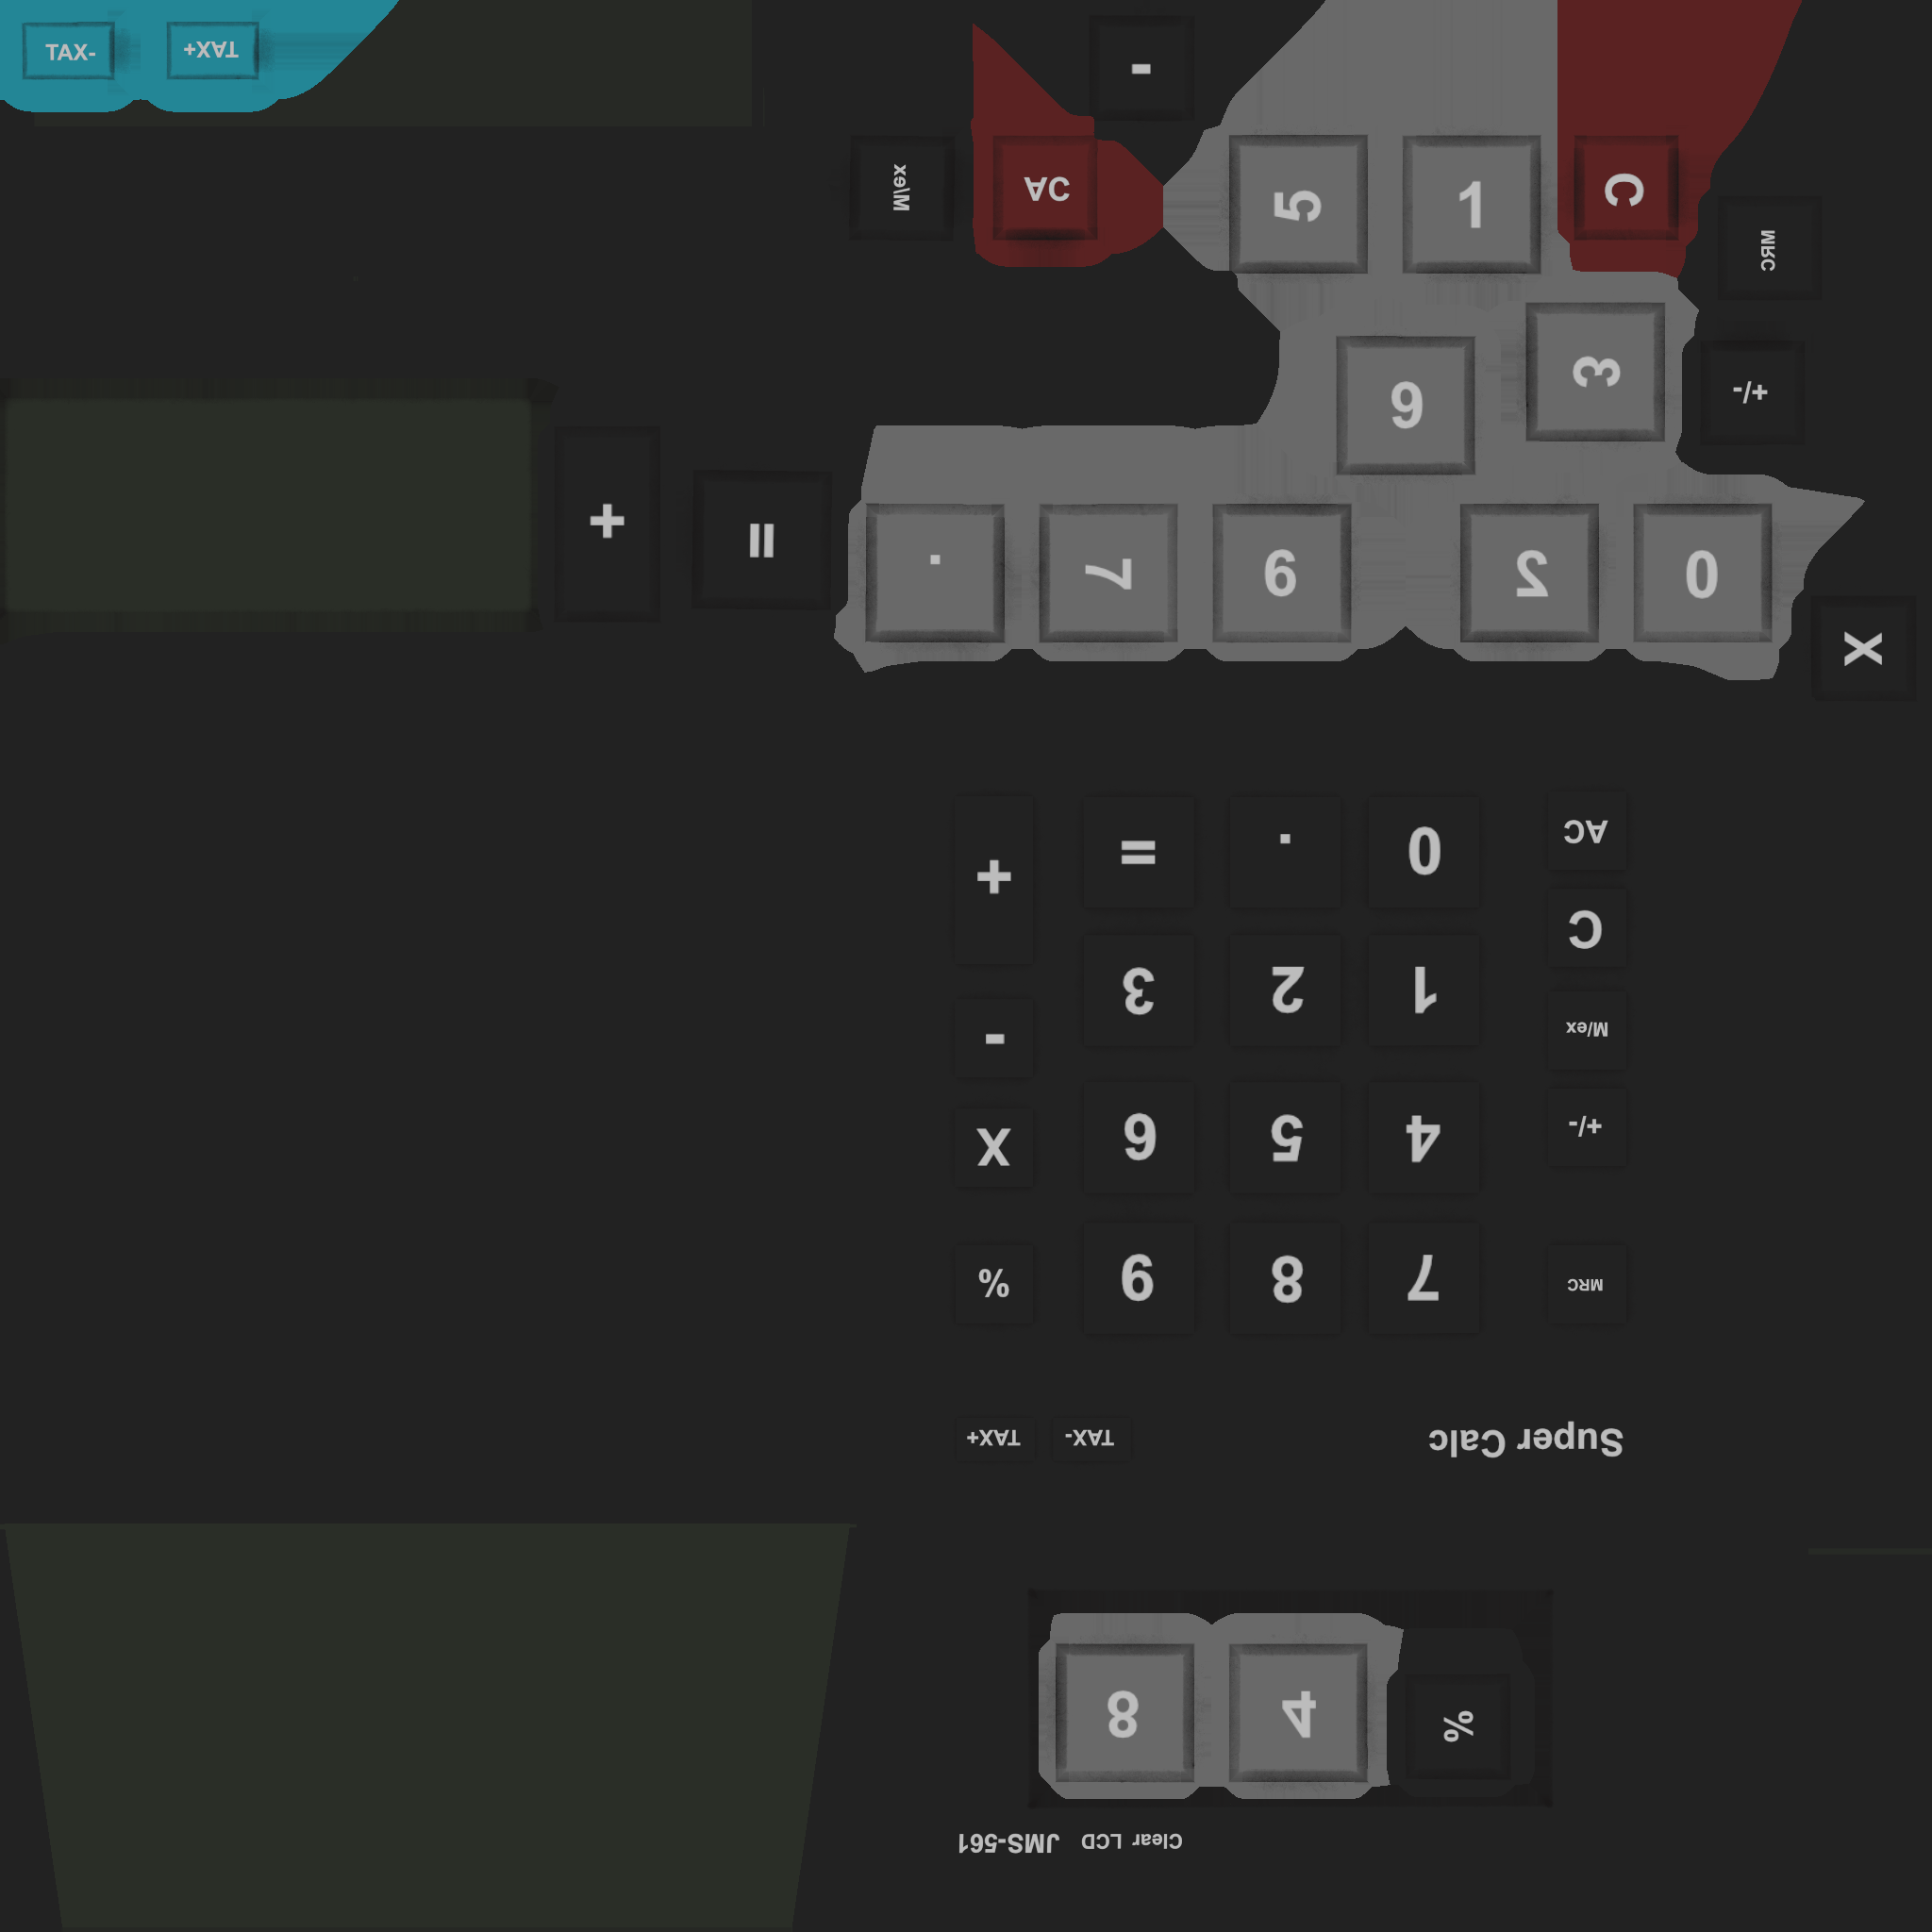 TAX-
TAX+
-
M/ex
AC
5
1
C
MRC
3
+/-
9
+
=
.
7
6
2
0
X
8
4
%
Clear LCD JMS-561
Super Calc
TAX-
TAX+
MRC
7
8
9
%
+/-
4
5
6
X
M/ex
1
2
3
-
C
AC
0
.
=
+